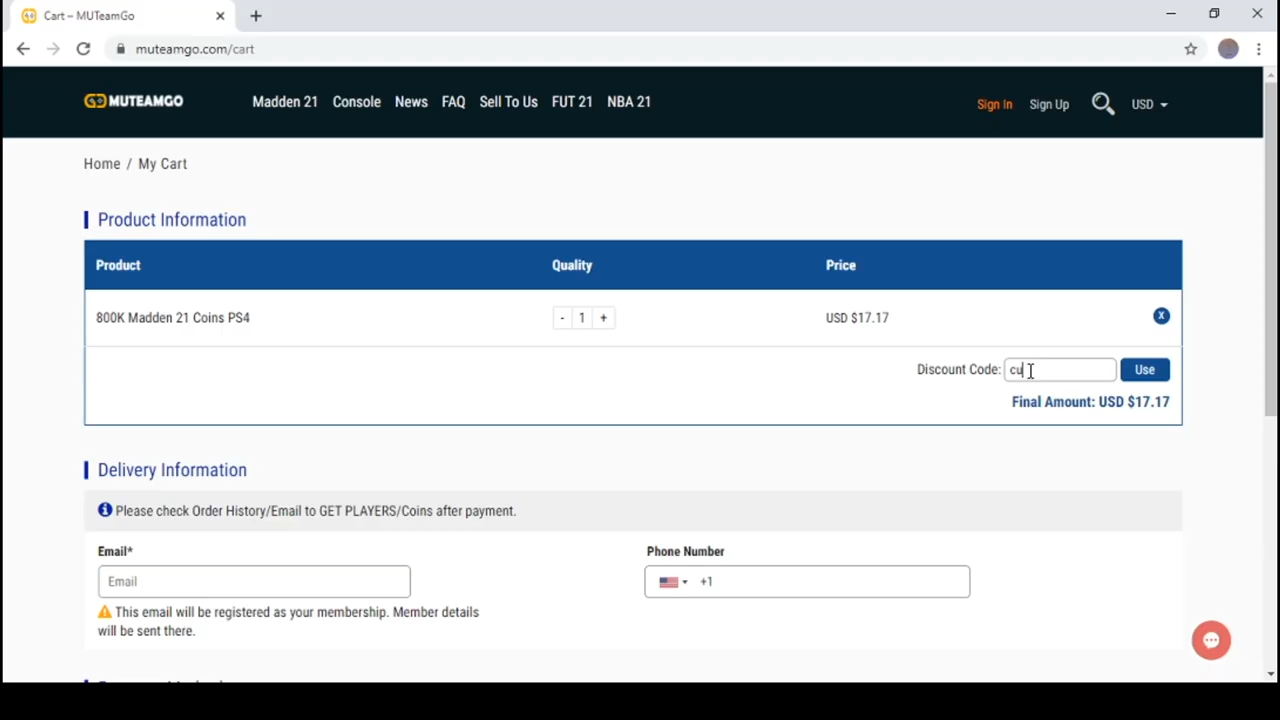 Cart – MUTeamGo
muteamgo.com/cart
MUTEAMGO Madden 21 Console News FAQ Sell To Us FUT 21 NBA 21 Sign In Sign Up USD
Home / My Cart
Product Information
Product Quality Price
800K Madden 21 Coins PS4 - 1 + USD $17.17 X
Discount Code: cu Use
Final Amount: USD $17.17
Delivery Information
Please check Order History/Email to GET PLAYERS/Coins after payment.
Email* Phone Number
Email +1
This email will be registered as your membership. Member details
will be sent there.